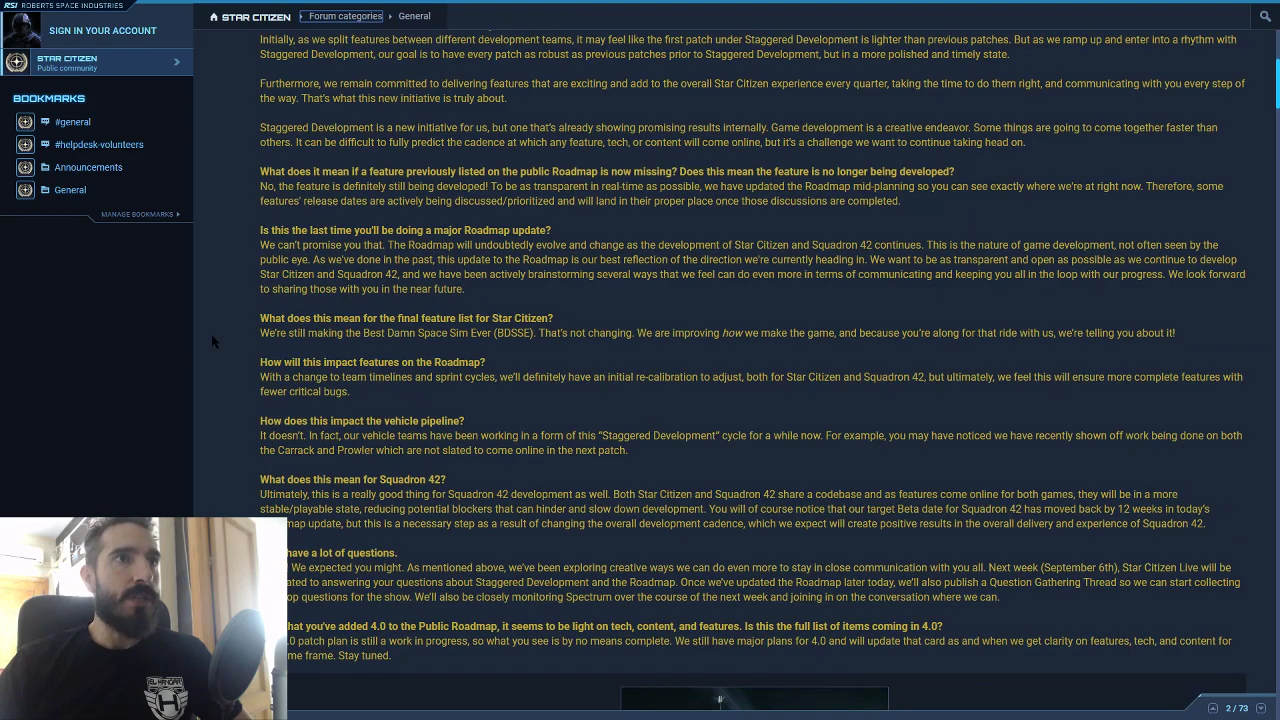 RSI ROBERTS SPACE INDUSTRIES
SIGN IN YOUR ACCOUNT
STAR CITIZEN
Public community
BOOKMARKS
#general
#helpdesk-volunteers
Announcements
General
MANAGE BOOKMARKS
STAR CITIZEN Forum categories General
Initially, as we split features between different development teams, it may feel like the first patch under Staggered Development is lighter than previous patches. But as we ramp up and enter into a rhythm with
Staggered Development, our goal is to have every patch as robust as previous patches prior to Staggered Development, but in a more polished and timely state.
Furthermore, we remain committed to delivering features that are exciting and add to the overall Star Citizen experience every quarter, taking the time to do them right, and communicating with you every step of
the way. That's what this new initiative is truly about.
Staggered Development is a new initiative for us, but one that's already showing promising results internally. Game development is a creative endeavor. Some things are going to come together faster than
others. It can be difficult to fully predict the cadence at which any feature, tech, or content will come online, but it's a challenge we want to continue taking head on.
What does it mean if a feature previously listed on the public Roadmap is now missing? Does this mean the feature is no longer being developed?
No, the feature is definitely still being developed! To be as transparent in real-time as possible, we have updated the Roadmap mid-planning so you can see exactly where we're at right now. Therefore, some
features' release dates are actively being discussed/prioritized and will land in their proper place once those discussions are completed.
Is this the last time you'll be doing a major Roadmap update?
We can't promise you that. The Roadmap will undoubtedly evolve and change as the development of Star Citizen and Squadron 42 continues. This is the nature of game development, not often seen by the
public eye. As we've done in the past, this update to the Roadmap is our best reflection of the direction we're currently heading in. We want to be as transparent and open as possible as we continue to develop
Star Citizen and Squadron 42, and we have been actively brainstorming several ways that we feel can do even more in terms of communicating and keeping you all in the loop with our progress. We look forward
to sharing those with you in the near future.
What does this mean for the final feature list for Star Citizen?
We're still making the Best Damn Space Sim Ever (BDSSE). That's not changing. We are improving how we make the game, and because you're along for that ride with us, we're telling you about it!
How will this impact features on the Roadmap?
With a change to team timelines and sprint cycles, we'll definitely have an initial re-calibration to adjust, both for Star Citizen and Squadron 42, but ultimately, we feel this will ensure more complete features with
fewer critical bugs.
How does this impact the vehicle pipeline?
It doesn't. In fact, our vehicle teams have been working in a form of this “Staggered Development” cycle for a while now. For example, you may have noticed we have recently shown off work being done on both
the Carrack and Prowler which are not slated to come online in the next patch.
What does this mean for Squadron 42?
Ultimately, this is a really good thing for Squadron 42 development as well. Both Star Citizen and Squadron 42 share a codebase and as features come online for both games, they will be in a more
stable/playable state, reducing potential blockers that can hinder and slow down development. You will of course notice that our target Beta date for Squadron 42 has moved back by 12 weeks in today's
map update, but this is a necessary step as a result of changing the overall development cadence, which we expect will create positive results in the overall delivery and experience of Squadron 42.
have a lot of questions.
We expected you might. As mentioned above, we've been exploring creative ways we can do even more to stay in close communication with you all. Next week (September 6th), Star Citizen Live will be
ated to answering your questions about Staggered Development and the Roadmap. Once we've updated the Roadmap later today, we'll also publish a Question Gathering Thread so we can start collecting
op questions for the show. We'll also be closely monitoring Spectrum over the course of the next week and joining in on the conversation where we can.
hat you've added 4.0 to the Public Roadmap, it seems to be light on tech, content, and features. Is this the full list of items coming in 4.0?
.0 patch plan is still a work in progress, so what you see is by no means complete. We still have major plans for 4.0 and will update that card as and when we get clarity on features, tech, and content for
me frame. Stay tuned.
2 / 73